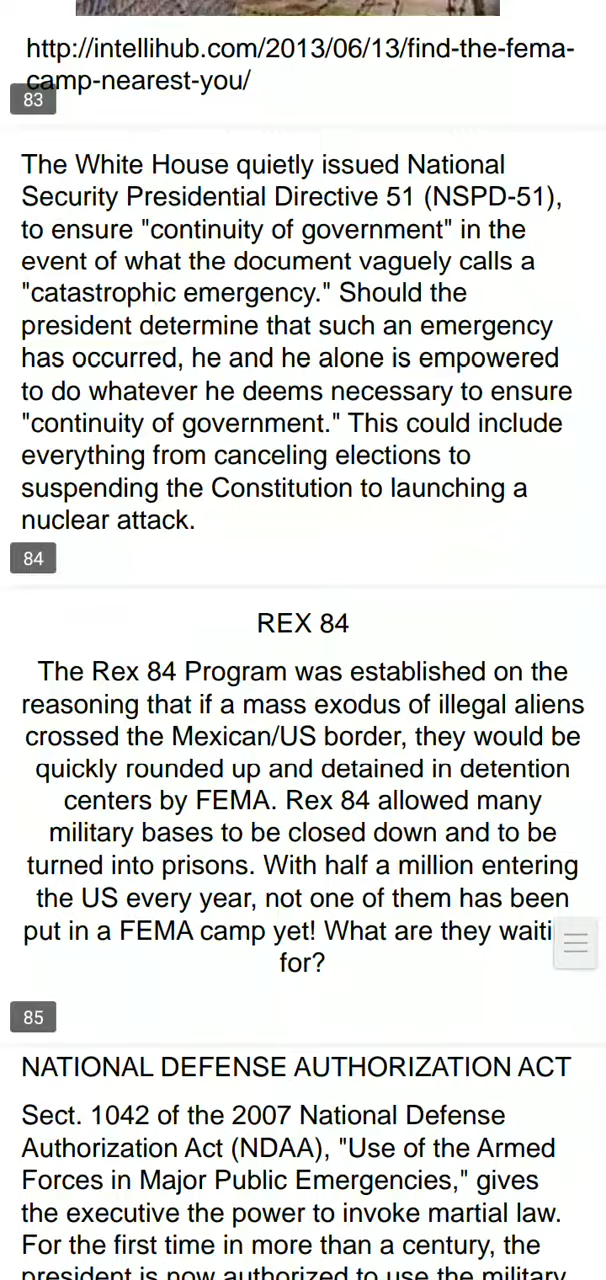 http://intellihub.com/2013/06/13/find-the-fema-
camp-nearest-you/
83
The White House quietly issued National
Security Presidential Directive 51 (NSPD-51),
to ensure "continuity of government" in the
event of what the document vaguely calls a
"catastrophic emergency." Should the
president determine that such an emergency
has occurred, he and he alone is empowered
to do whatever he deems necessary to ensure
"continuity of government." This could include
everything from canceling elections to
suspending the Constitution to launching a
nuclear attack.
84
REX 84
The Rex 84 Program was established on the
reasoning that if a mass exodus of illegal aliens
crossed the Mexican/US border, they would be
quickly rounded up and detained in detention
centers by FEMA. Rex 84 allowed many
military bases to be closed down and to be
turned into prisons. With half a million entering
the US every year, not one of them has been
put in a FEMA camp yet! What are they waiti
for?
85
NATIONAL DEFENSE AUTHORIZATION ACT
Sect. 1042 of the 2007 National Defense
Authorization Act (NDAA), "Use of the Armed
Forces in Major Public Emergencies," gives
the executive the power to invoke martial law.
For the first time in more than a century, the
president is now authorized to use the military